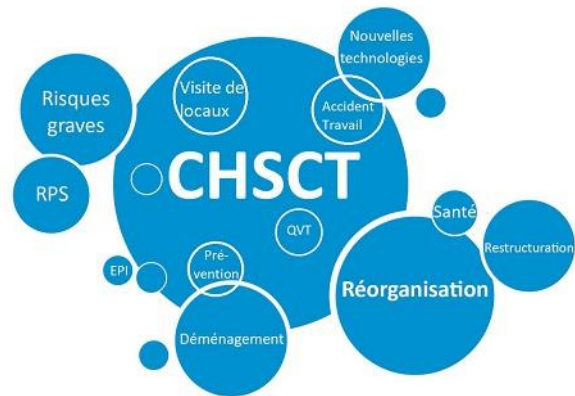 Nouvelles
technologies
Visite de
locaux
Risques
graves
Accident
Travail
CHSCT
RPS
Santé
QVT
Restructuration
Pré-
vention
EPI
Réorganisation
Déménagement